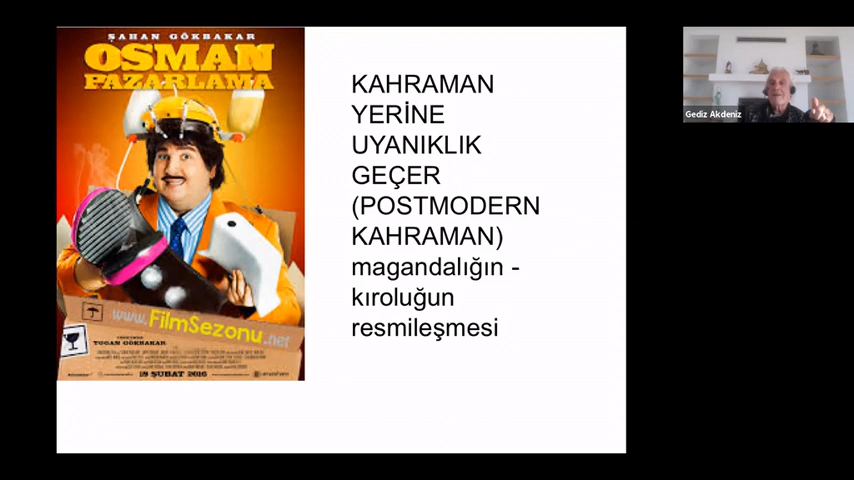 ŞAHAN GÖKBAKAR
OSMAN
PAZARLAMA
www.FilmSezonu.net
TOGAN GÖKBAKAR
19 ŞUBAT 2016
KAHRAMAN
YERİNE
UYANIKLIK
GEÇER
(POSTMODERN
KAHRAMAN)
magandalığın -
kıroluğun
resmileşmesi
Gediz Akdeniz